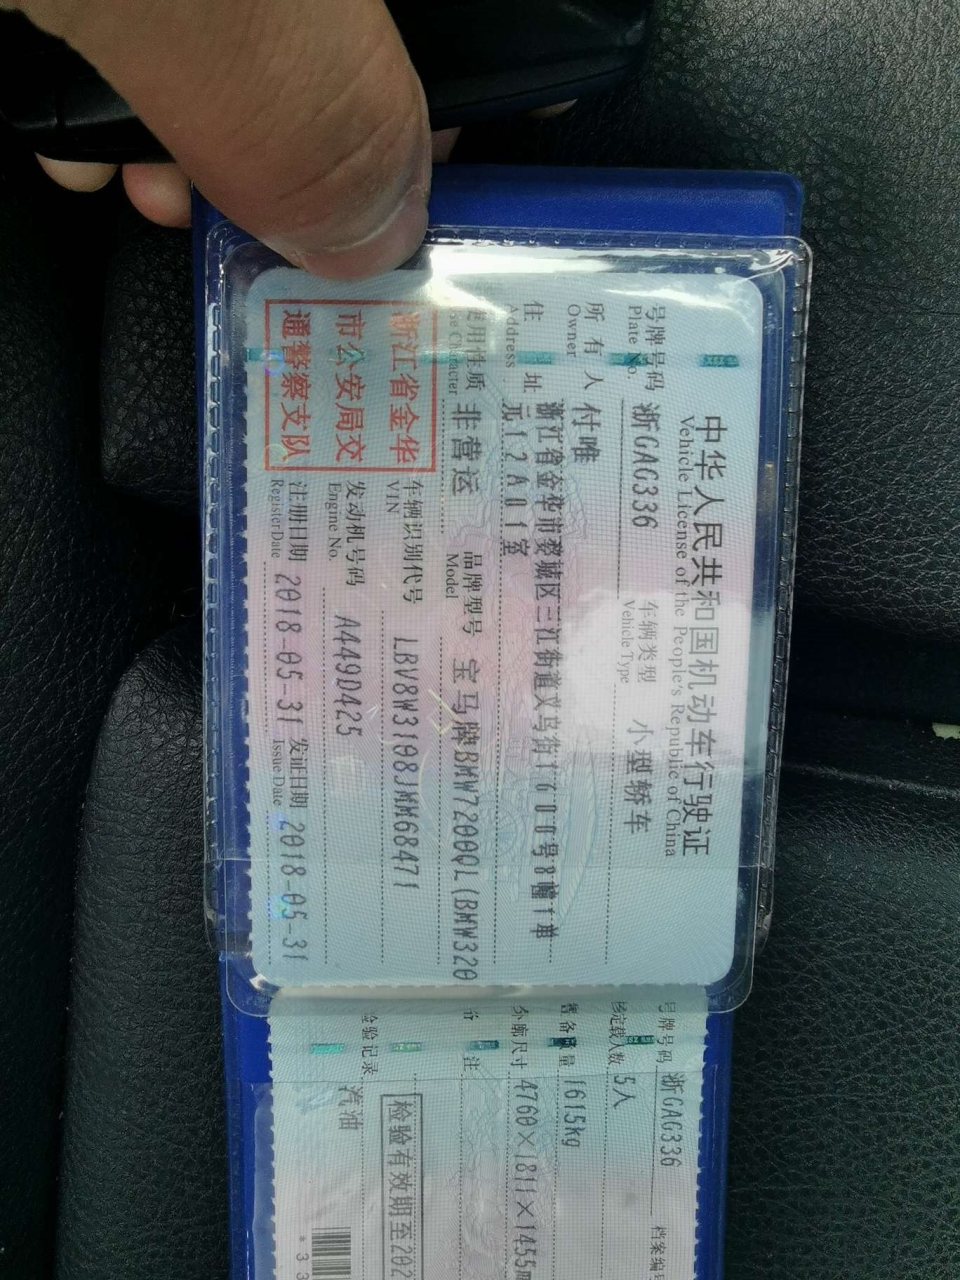 中华人民共和国机动车行驶证
Vehicle License of the People's Republic of China
号牌号码 浙GAG336 车辆类型 小型轿车
Plate No. Vehicle Type
所有人 付唯
Owner
住址 浙江省金华市婺城区三江街道义乌街1600号8幢1单
Address 元12A01室
使用性质 非营运 品牌型号 宝马牌BMW7200QL(BMW320
Character Model
浙江省金华
市公安局交
通警察支队
车辆识别代号 LBV8W3108JMM68471
VIN
发动机号码 A449D425
Engine No.
注册日期 2018-05-31 发证日期 2018-05-31
Register Date Issue Date
号牌号码 浙GAG336 档案编号
核定载人数 5人
整备质量 1615kg
外廓尺寸 4760×1811×1455m
注
检验记录 检验有效期至202
汽油